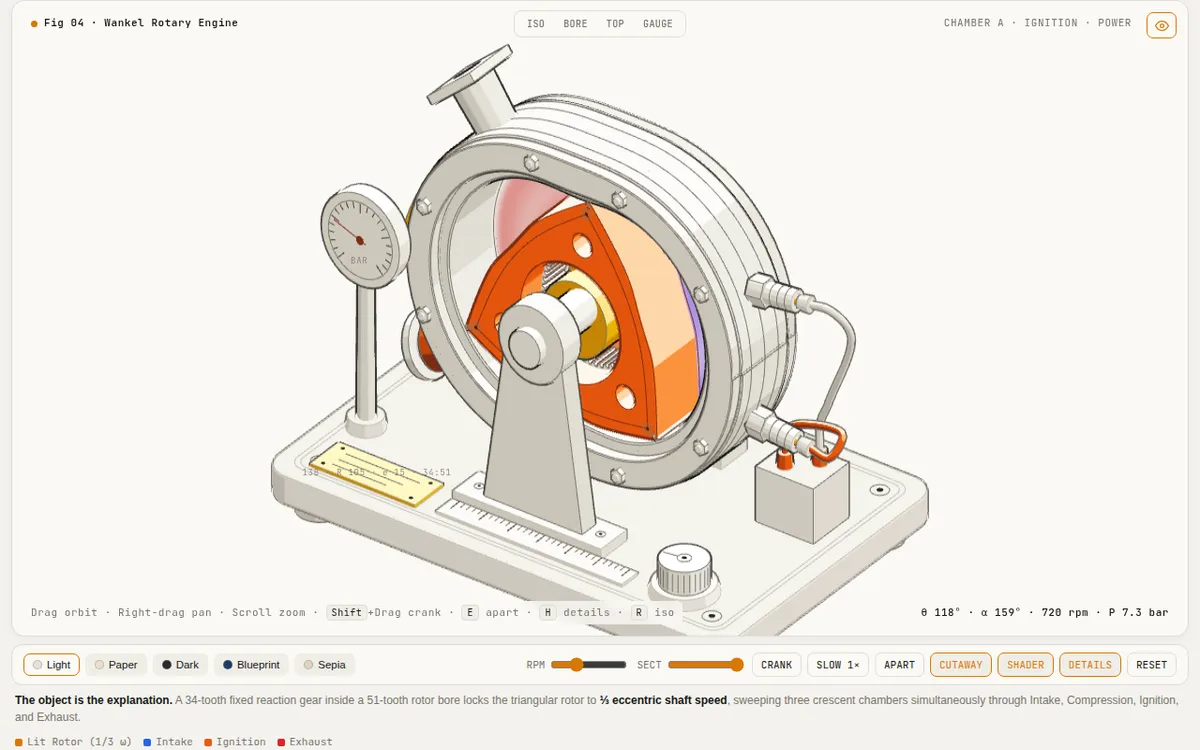 Fig 04 · Wankel Rotary Engine
ISO BORE TOP GAUGE
CHAMBER A · IGNITION · POWER
BAR
R 105 · e 15 · 34:51
Drag orbit · Right-drag pan · Scroll zoom · Shift+Drag crank · E apart · H details · R iso
θ 118° · α 159° · 720 rpm · P 7.3 bar
Light Paper Dark Blueprint Sepia
RPM SECT CRANK SLOW 1× APART CUTAWAY SHADER DETAILS RESET
The object is the explanation. A 34-tooth fixed reaction gear inside a 51-tooth rotor bore locks the triangular rotor to ⅓ eccentric shaft speed, sweeping three crescent chambers simultaneously through Intake, Compression, Ignition,
and Exhaust.
Lit Rotor (1/3 ω) Intake Ignition Exhaust